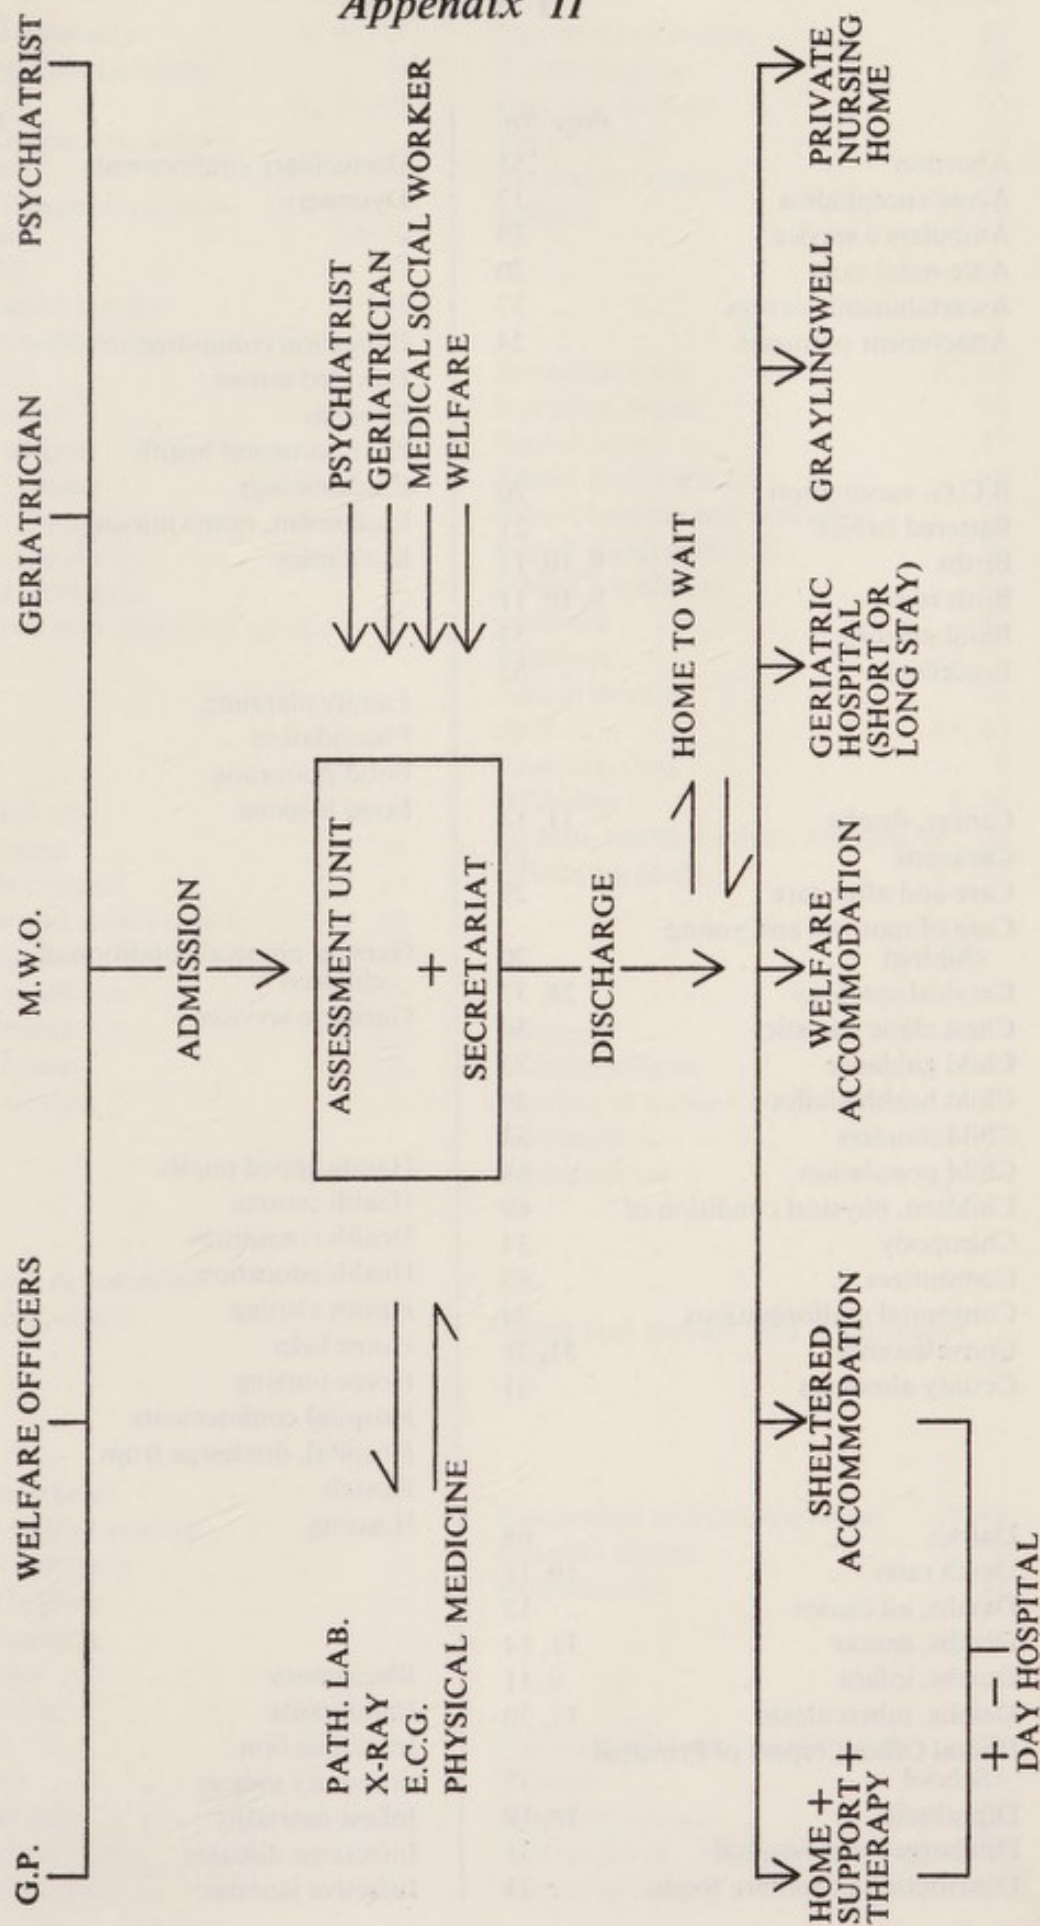 Appendix II
G.P.
WELFARE OFFICERS
M.W.O.
GERIATRICIAN
PSYCHIATRIST
ADMISSION
PATH. LAB.
X-RAY
E.C.G.
PHYSICAL MEDICINE
ASSESSMENT UNIT
+
SECRETARIAT
PSYCHIATRIST
GERIATRICIAN
MEDICAL SOCIAL WORKER
WELFARE
DISCHARGE
HOME TO WAIT
HOME +
SUPPORT +
THERAPY
SHELTERED
ACCOMMODATION
WELFARE
ACCOMMODATION
GERIATRIC
HOSPITAL
(SHORT OR
LONG STAY)
GRAYLINGWELL
PRIVATE
NURSING
HOME
+ −
DAY HOSPITAL